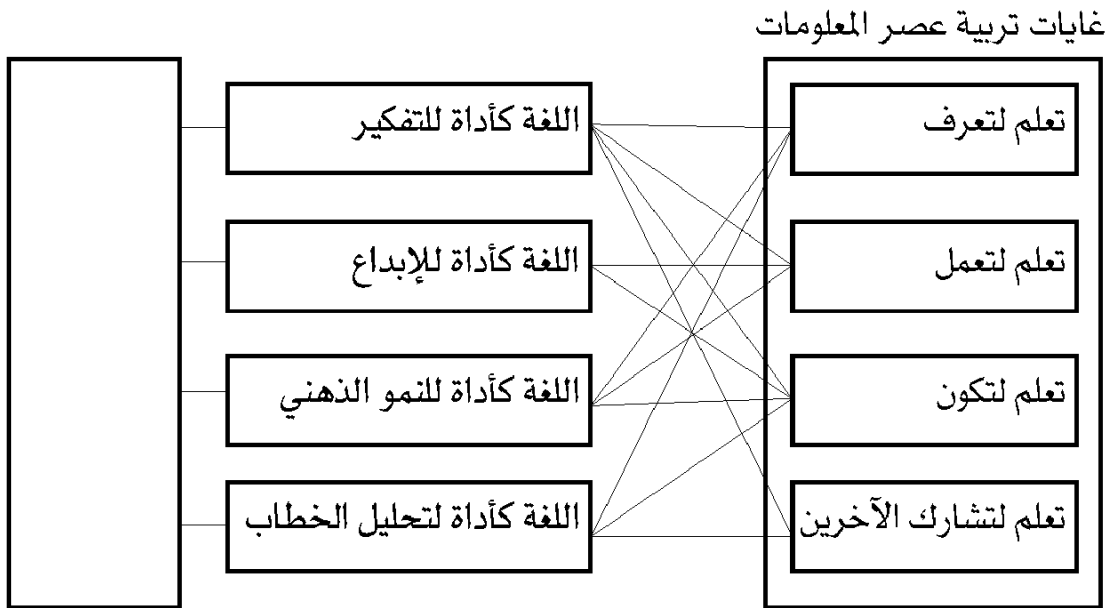 غايات تربية عصر المعلومات
تعلم لتعرف
اللغة كأداة للتفكير
تعلم لتعمل
اللغة كأداة للإبداع
تعلم لتكون
اللغة كأداة للنمو الذهني
تعلم لتشارك الآخرين
اللغة كأداة لتحليل الخطاب